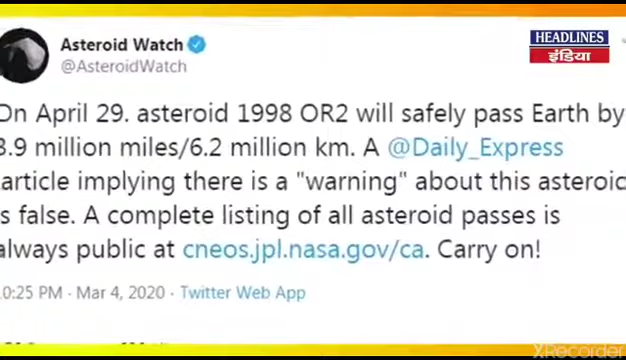 Asteroid Watch
@AsteroidWatch
HEADLINES
इंडिया
On April 29. asteroid 1998 OR2 will safely pass Earth by
3.9 million miles/6.2 million km. A @Daily_Express
article implying there is a "warning" about this asteroid
is false. A complete listing of all asteroid passes is
always public at cneos.jpl.nasa.gov/ca. Carry on!
10:25 PM · Mar 4, 2020 · Twitter Web App
XRecorder